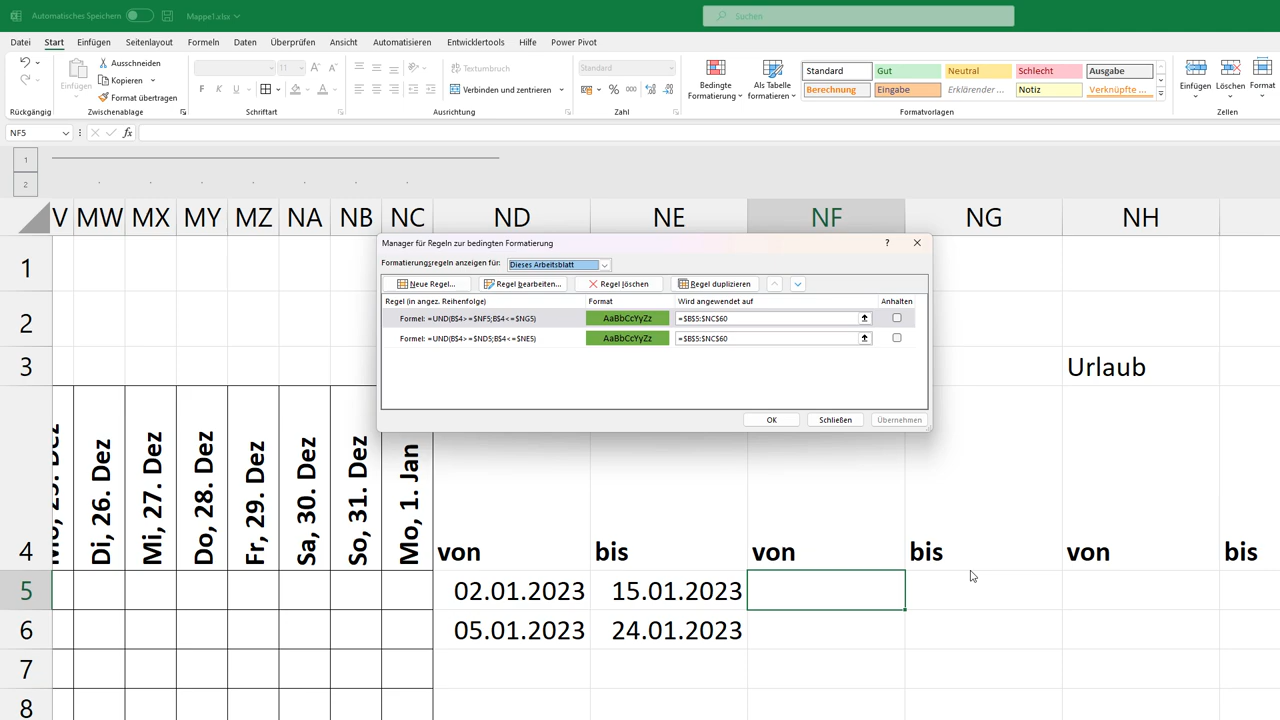 Automatisches Speichern
Mappe1.xlsx
Suchen
Datei Start Einfügen Seitenlayout Formeln Daten Überprüfen Ansicht Automatisieren Entwicklertools Hilfe Power Pivot
Rückgängig
Einfügen
Ausschneiden
Kopieren
Format übertragen
Zwischenablage
11
F K U
Schriftart
Textumbruch
Verbinden und zentrieren
Ausrichtung
Standard
Zahl
Bedingte Formatierung
Als Tabelle formatieren
Standard Gut Neutral Schlecht Ausgabe
Berechnung Eingabe Erklärender ... Notiz Verknüpfte ...
Formatvorlagen
Einfügen Löschen Format
Zellen
NF5
fx
1
2
V MW MX MY MZ NA NB NC ND NE NF NG NH
Manager für Regeln zur bedingten Formatierung
Formatierungsregeln anzeigen für: Dieses Arbeitsblatt
Neue Regel... Regel bearbeiten... Regel löschen Regel duplizieren
Regel (in angez. Reihenfolge) Format Wird angewendet auf Anhalten
Formel: =UND(B$4>=$NF5;B$4<=$NG5) AaBbCcYyZz =$B$5:$NC$60
Formel: =UND(B$4>=$ND5;B$4<=$NE5) AaBbCcYyZz =$B$5:$NC$60
OK Schließen Übernehmen
1
2
3 Urlaub
4 Mo, 25. Dez Di, 26. Dez Mi, 27. Dez Do, 28. Dez Fr, 29. Dez Sa, 30. Dez So, 31. Dez Mo, 1. Jan von bis von bis von bis
5 02.01.2023 15.01.2023
6 05.01.2023 24.01.2023
7
8